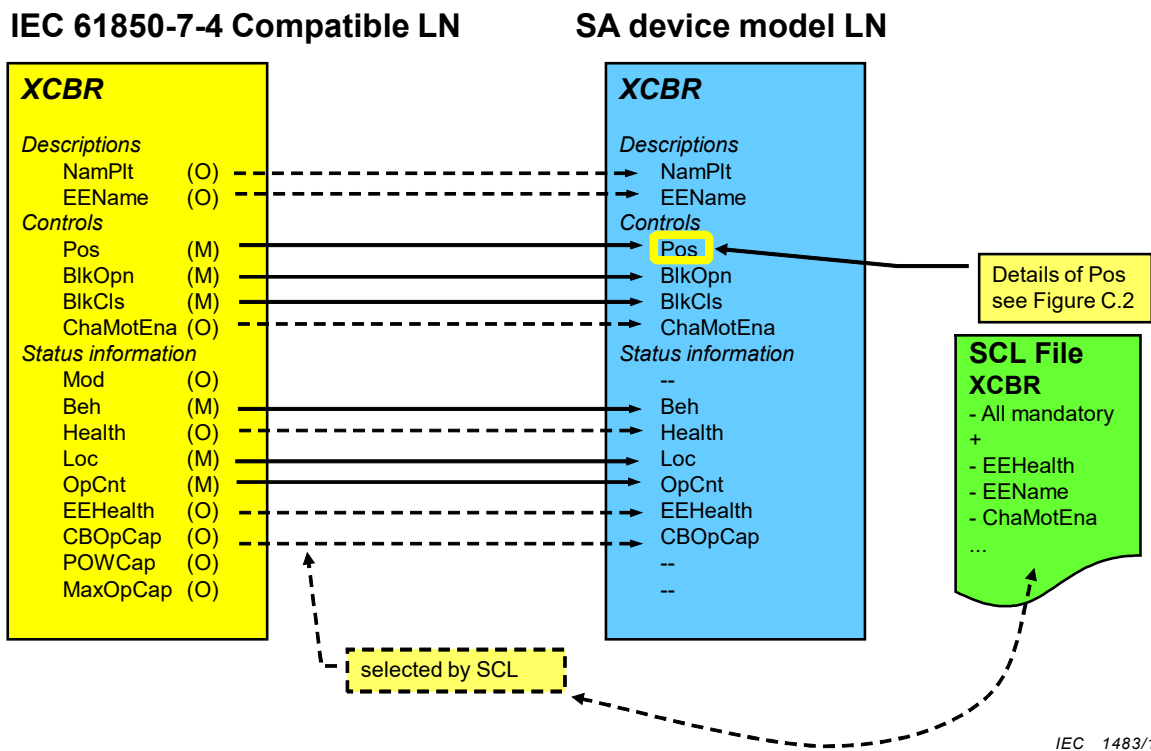 IEC 61850-7-4 Compatible LN
SA device model LN
XCBR
Descriptions
NamPlt (O)
EEName (O)
Controls
Pos (M)
BlkOpn (M)
BlkCls (M)
ChaMotEna (O)
Status information
Mod (O)
Beh (M)
Health (O)
Loc (M)
OpCnt (M)
EEHealth (O)
CBOpCap (O)
POWCap (O)
MaxOpCap (O)
XCBR
Descriptions
NamPlt
EEName
Controls
Pos
BlkOpn
BlkCls
ChaMotEna
Status information
--
Beh
Health
Loc
OpCnt
EEHealth
CBOpCap
--
--
Details of Pos
see Figure C.2
SCL File
XCBR
- All mandatory
+
- EEHealth
- EEName
- ChaMotEna
...
selected by SCL
IEC 1483/